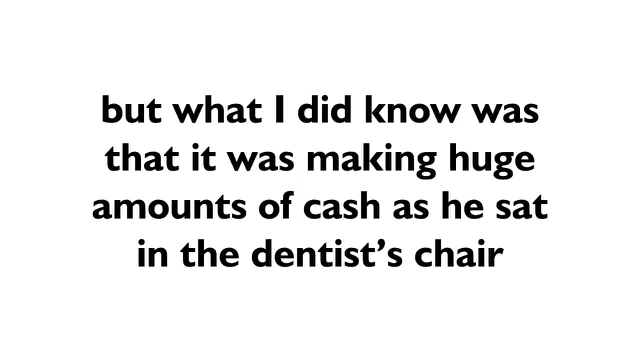 but what I did know was
that it was making huge
amounts of cash as he sat
in the dentist’s chair